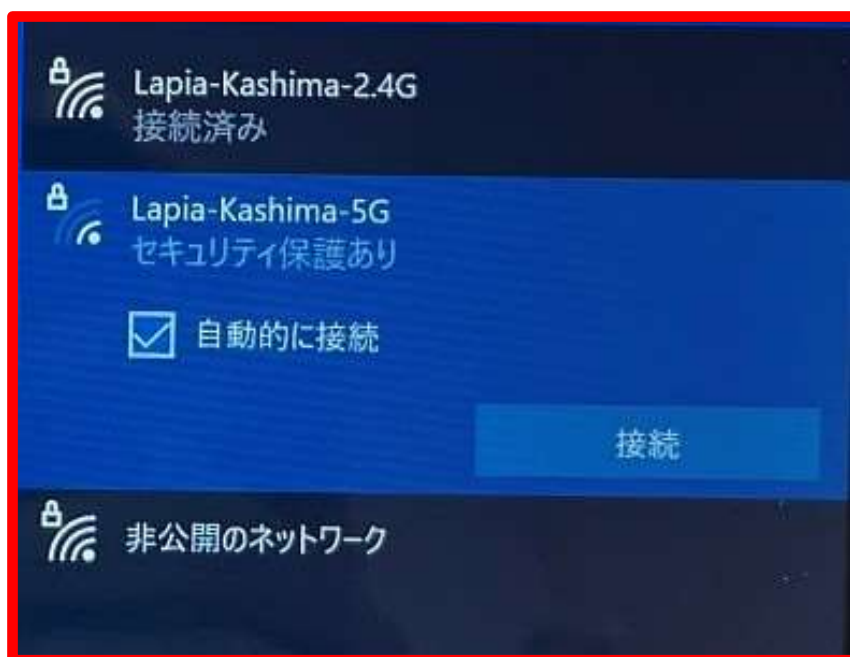 Lapia-Kashima-2.4G
接続済み
Lapia-Kashima-5G
セキュリティ保護あり
自動的に接続
接続
非公開のネットワーク